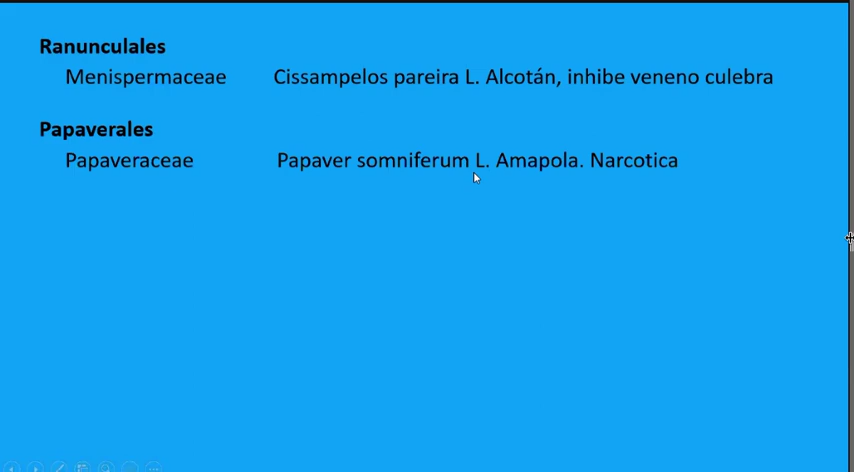 Ranunculales
Menispermaceae Cissampelos pareira L. Alcotán, inhibe veneno culebra
Papaverales
Papaveraceae Papaver somniferum L. Amapola. Narcotica